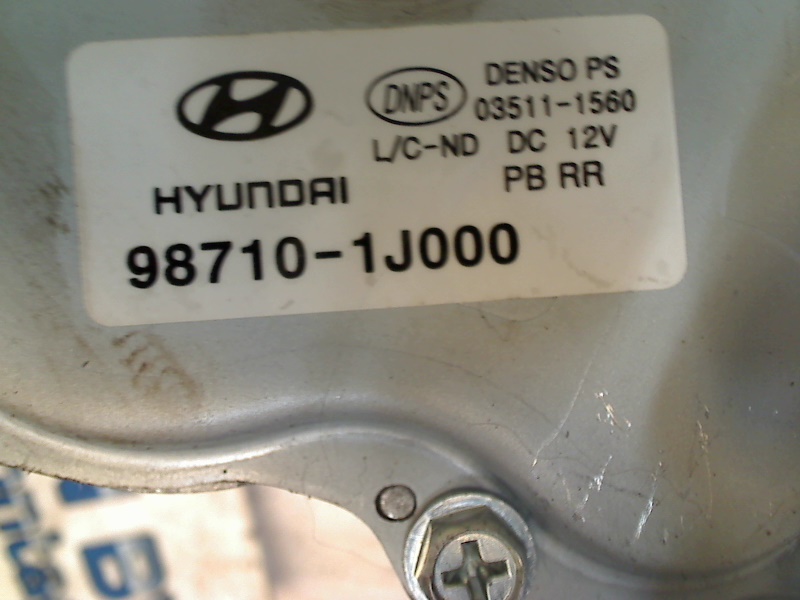 DNPS
DENSO PS
03511-1560
L/C-ND DC 12V
PB RR
HYUNDAI
98710-1J000